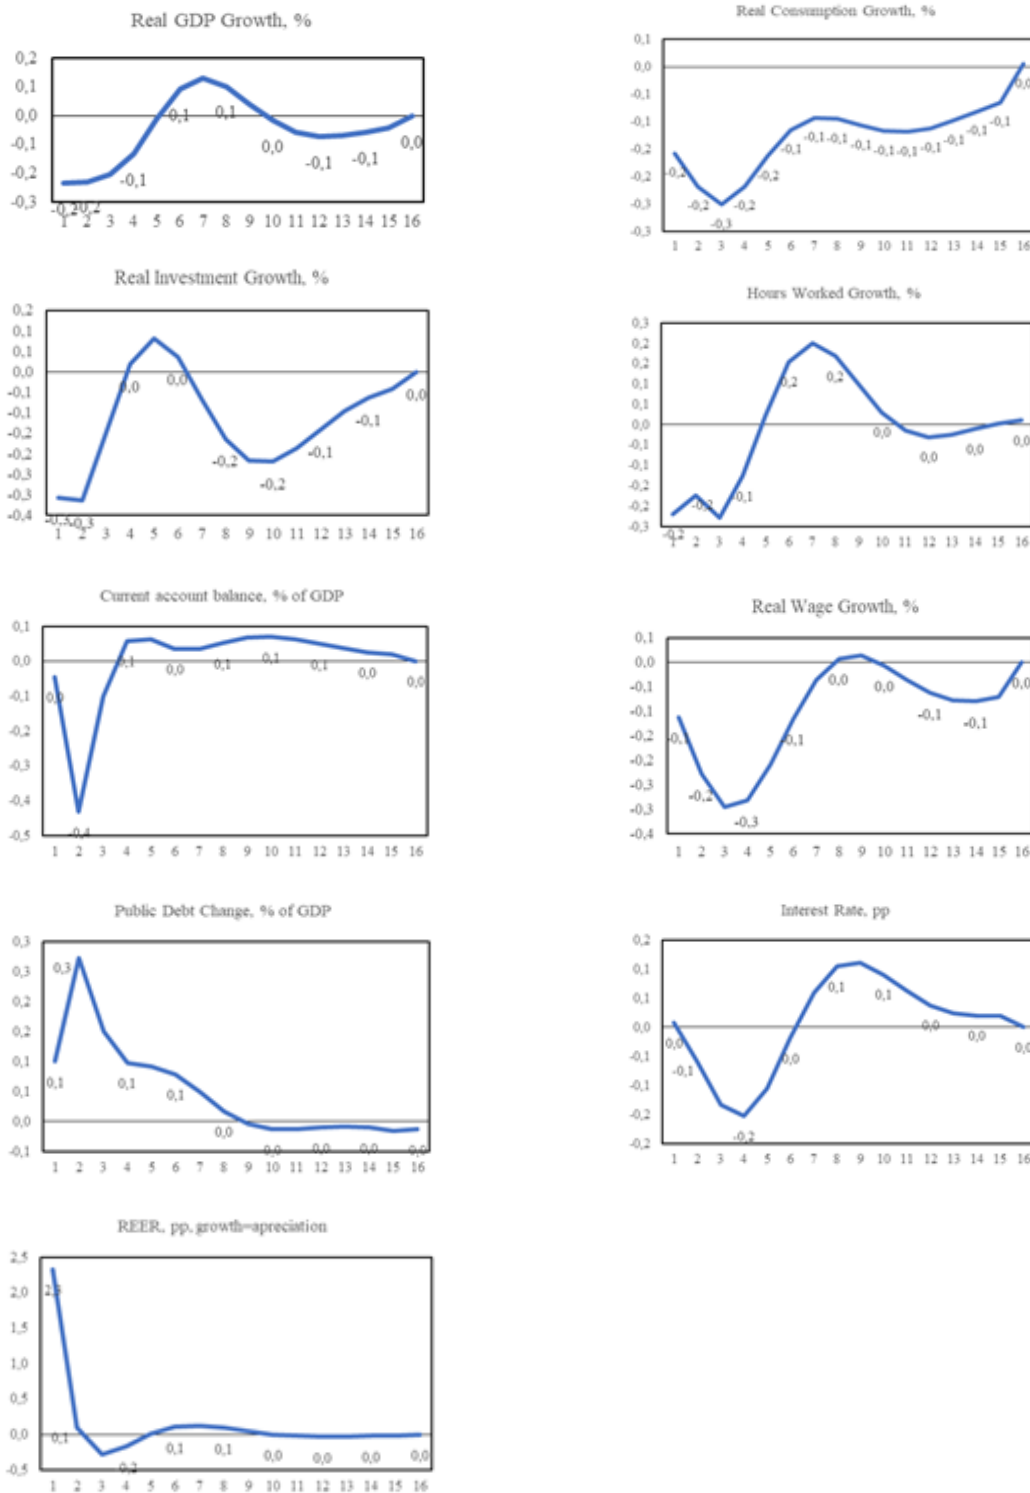 Real GDP Growth, %
0,2
0,1
0,0
-0,1
-0,2
-0,3
-0,2 -0,2 -0,1 0,1 0,1 0,0 -0,1 -0,1 0,0
1 2 3 4 5 6 7 8 9 10 11 12 13 14 15 16
Real Consumption Growth, %
0,1
0,0
-0,1
-0,1
-0,2
-0,2
-0,3
-0,3
-0,2 -0,2 -0,3 -0,2 -0,2 -0,1 -0,1 -0,1 -0,1 -0,1 -0,1 -0,1 -0,1 -0,1 -0,1 0,0
1 2 3 4 5 6 7 8 9 10 11 12 13 14 15 16
Real Investment Growth, %
0,2
0,1
0,1
0,0
-0,1
-0,1
-0,2
-0,2
-0,3
-0,3
-0,4
-0,3 -0,3 0,0 0,0 -0,2 -0,2 -0,1 -0,1 0,0
1 2 3 4 5 6 7 8 9 10 11 12 13 14 15 16
Hours Worked Growth, %
0,3
0,2
0,2
0,1
0,1
0,0
-0,1
-0,1
-0,2
-0,2
-0,3
-0,2 -0,2 -0,1 0,2 0,2 0,0 0,0 0,0 0,0
1 2 3 4 5 6 7 8 9 10 11 12 13 14 15 16
Current account balance, % of GDP
0,1
0,0
-0,1
-0,2
-0,3
-0,4
-0,5
0,0 -0,4 0,1 0,0 0,1 0,1 0,1 0,0 0,0
1 2 3 4 5 6 7 8 9 10 11 12 13 14 15 16
Real Wage Growth, %
0,1
0,0
-0,1
-0,1
-0,2
-0,2
-0,3
-0,3
-0,4
-0,1 -0,2 -0,3 -0,1 0,0 0,0 -0,1 -0,1 0,0
1 2 3 4 5 6 7 8 9 10 11 12 13 14 15 16
Public Debt Change, % of GDP
0,3
0,3
0,2
0,2
0,1
0,1
0,0
-0,1
0,1 0,3 0,1 0,1 0,0 0,0 0,0 0,0 0,0
1 2 3 4 5 6 7 8 9 10 11 12 13 14 15 16
Interest Rate, pp
0,2
0,1
0,1
0,0
-0,1
-0,1
-0,2
-0,2
0,0 -0,1 -0,2 0,0 0,1 0,1 0,0 0,0 0,0
1 2 3 4 5 6 7 8 9 10 11 12 13 14 15 16
REER, pp, growth=apreciation
2,5
2,0
1,5
1,0
0,5
0,0
-0,5
2,3 0,1 -0,2 0,1 0,1 0,0 0,0 0,0 0,0
1 2 3 4 5 6 7 8 9 10 11 12 13 14 15 16